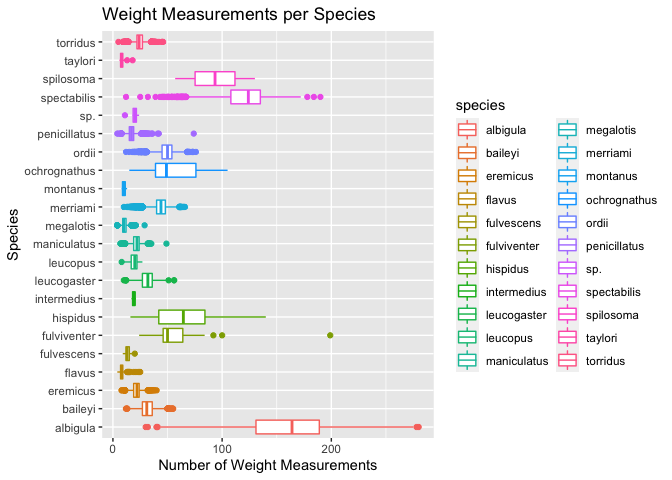 Weight Measurements per Species
Species
torridus
taylori
spilosoma
spectabilis
sp.
penicillatus
ordii
ochrognathus
montanus
merriami
megalotis
maniculatus
leucopus
leucogaster
intermedius
hispidus
fulviventer
fulvescens
flavus
eremicus
baileyi
albigula
0 100 200
Number of Weight Measurements
species
albigula
baileyi
eremicus
flavus
fulvescens
fulviventer
hispidus
intermedius
leucogaster
leucopus
maniculatus
megalotis
merriami
montanus
ochrognathus
ordii
penicillatus
sp.
spectabilis
spilosoma
taylori
torridus